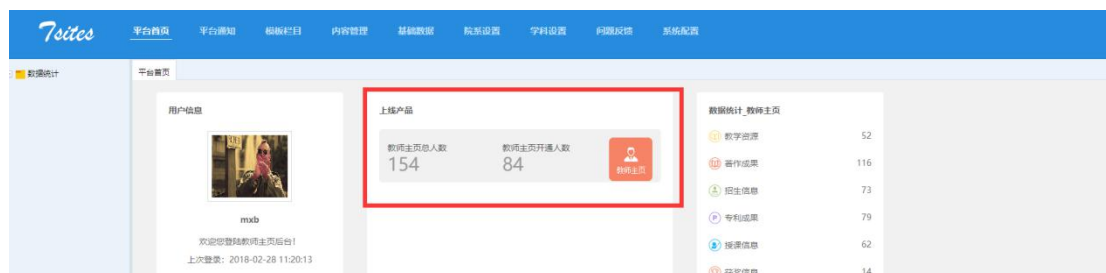 7sites 平台首页 平台通知 模板栏目 内容管理 基础数据 院系设置 学科设置 问题反馈 系统配置
数据统计
平台首页
用户信息
mxb
欢迎您登陆教师主页后台!
上次登录：2018-02-28 11:20:13
上线产品
教师主页总人数 教师主页开通人数
154 84
教师主页
数据统计_教师主页
教学资源 52
著作成果 116
招生信息 73
专利成果 79
授课信息 62
获奖信息 14